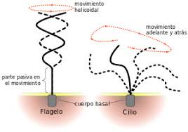 movimiento
helicoidal
movimiento
adelante y atrás
parte pasiva en
el movimiento
cuerpo basal
Flagelo
Cilio